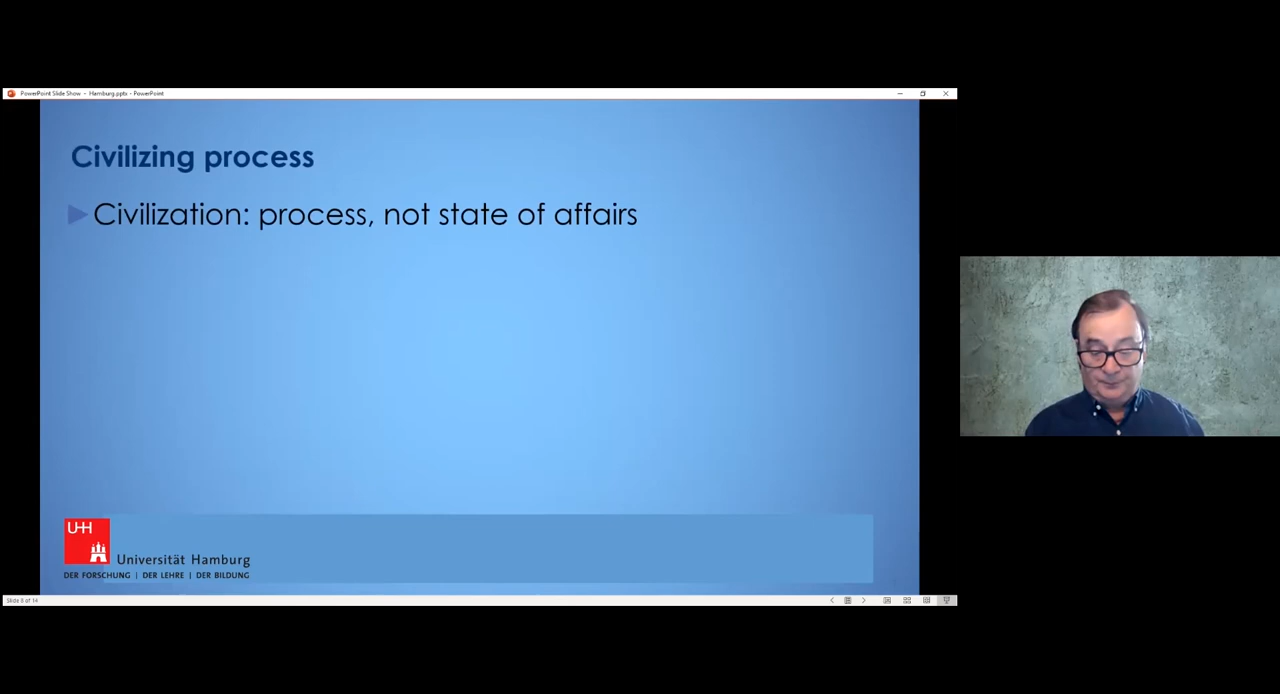 PowerPoint Slide Show - Hamburg.pptx - PowerPoint
Civilizing process
Civilization: process, not state of affairs
UHH
Universität Hamburg
DER FORSCHUNG | DER LEHRE | DER BILDUNG
Slide 8 of 14